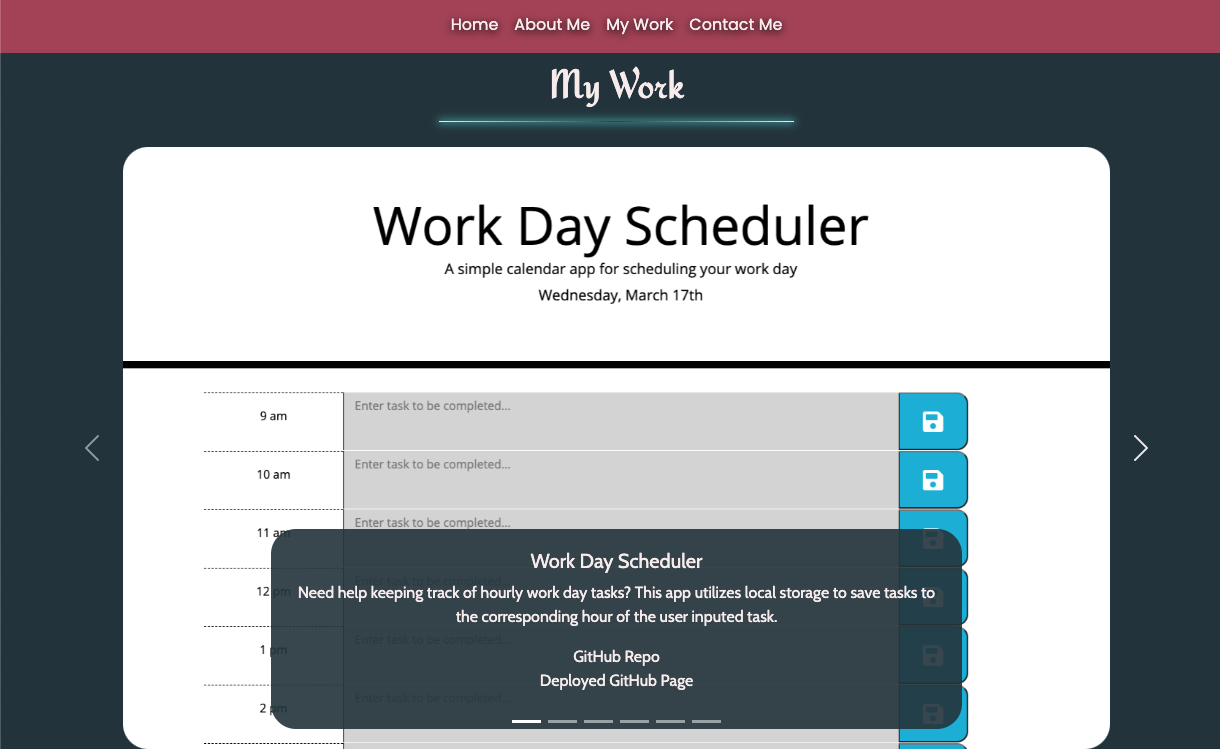 Home About Me My Work Contact Me
My Work
Work Day Scheduler
A simple calendar app for scheduling your work day
Wednesday, March 17th
9 am Enter task to be completed...
10 am Enter task to be completed...
11 am Enter task to be completed...
Work Day Scheduler
12 pm Enter task to be completed...
Need help keeping track of hourly work day tasks? This app utilizes local storage to save tasks to
the corresponding hour of the user inputed task.
1 pm Enter task to be completed...
GitHub Repo
Deployed GitHub Page
2 pm Enter task to be completed...